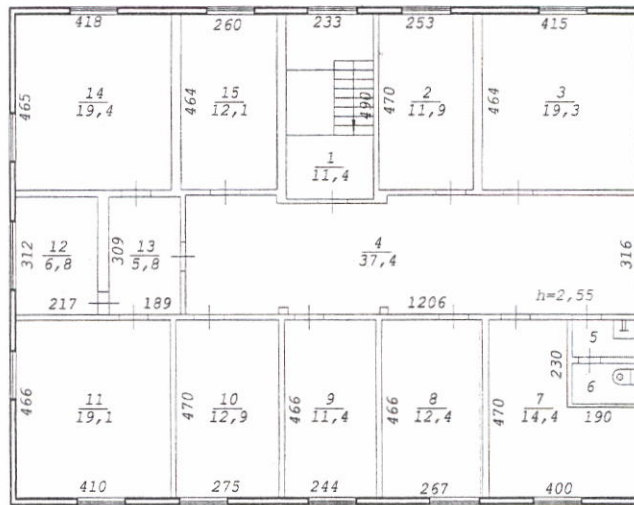 418 260 233 253 415
465 14 464 15 490 470 2 464 3
19,4 12,1 11,9 19,3
1
11,4
312 12 309 13 4 316
6,8 5,8 37,4
217 189 1206 h=2,55
5
230
6
466 11 470 10 466 9 466 8 470 7
19,1 12,9 11,4 12,4 14,4
190
410 275 244 267 400